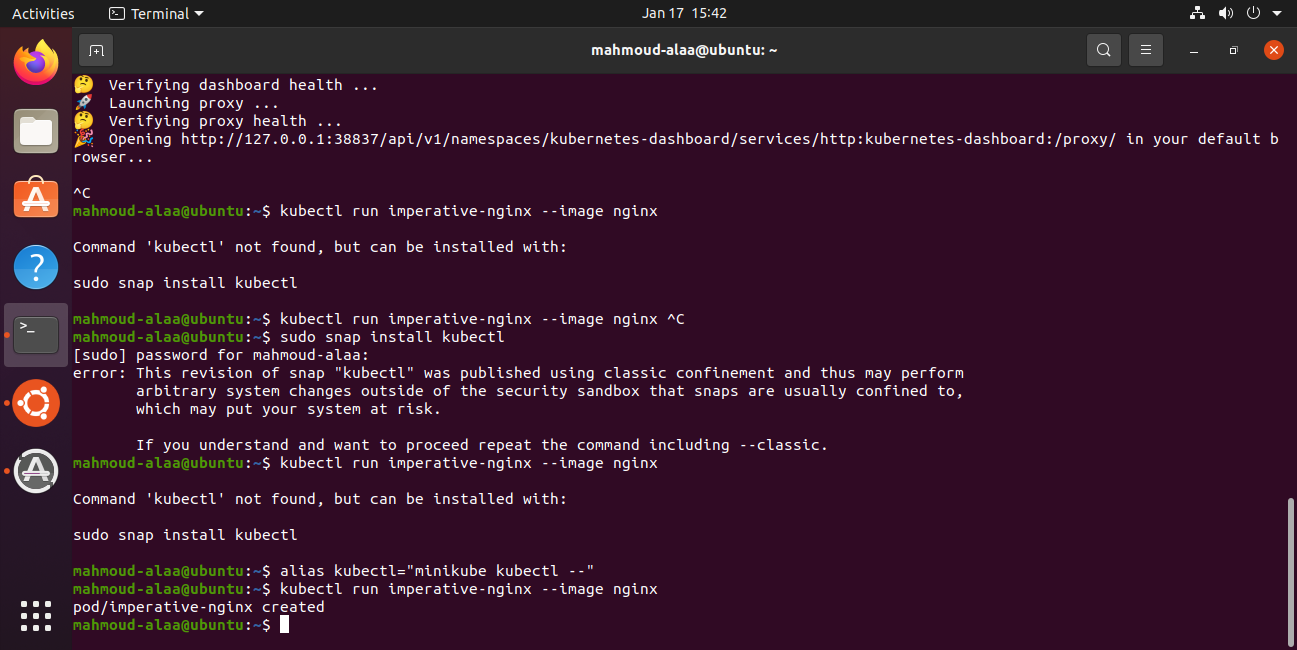 Activities
Terminal
Jan 17 15:42
mahmoud-alaa@ubuntu: ~
Verifying dashboard health ...
Launching proxy ...
Verifying proxy health ...
Opening http://127.0.0.1:38837/api/v1/namespaces/kubernetes-dashboard/services/http:kubernetes-dashboard:/proxy/ in your default b
rowser...
^C
mahmoud-alaa@ubuntu:~$ kubectl run imperative-nginx --image nginx
Command 'kubectl' not found, but can be installed with:
sudo snap install kubectl
mahmoud-alaa@ubuntu:~$ kubectl run imperative-nginx --image nginx ^C
mahmoud-alaa@ubuntu:~$ sudo snap install kubectl
[sudo] password for mahmoud-alaa:
error: This revision of snap "kubectl" was published using classic confinement and thus may perform
arbitrary system changes outside of the security sandbox that snaps are usually confined to,
which may put your system at risk.
If you understand and want to proceed repeat the command including --classic.
mahmoud-alaa@ubuntu:~$ kubectl run imperative-nginx --image nginx
Command 'kubectl' not found, but can be installed with:
sudo snap install kubectl
mahmoud-alaa@ubuntu:~$ alias kubectl="minikube kubectl --"
mahmoud-alaa@ubuntu:~$ kubectl run imperative-nginx --image nginx
pod/imperative-nginx created
mahmoud-alaa@ubuntu:~$